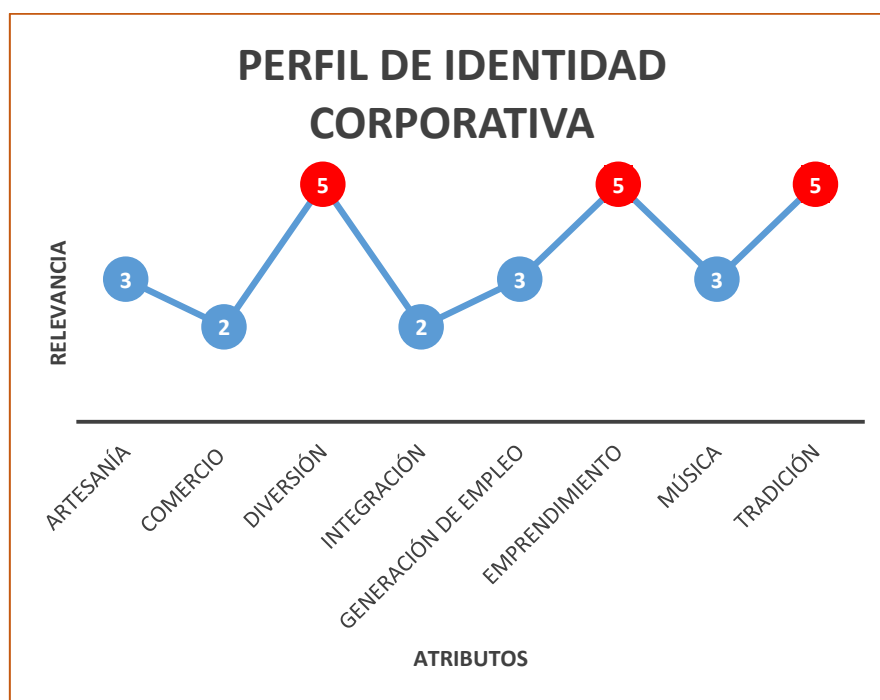 PERFIL DE IDENTIDAD
CORPORATIVA
RELEVANCIA
3
2
5
2
3
5
3
5
ARTESANÍA
COMERCIO
DIVERSIÓN
INTEGRACIÓN
GENERACIÓN DE EMPLEO
EMPRENDIMIENTO
MÚSICA
TRADICIÓN
ATRIBUTOS